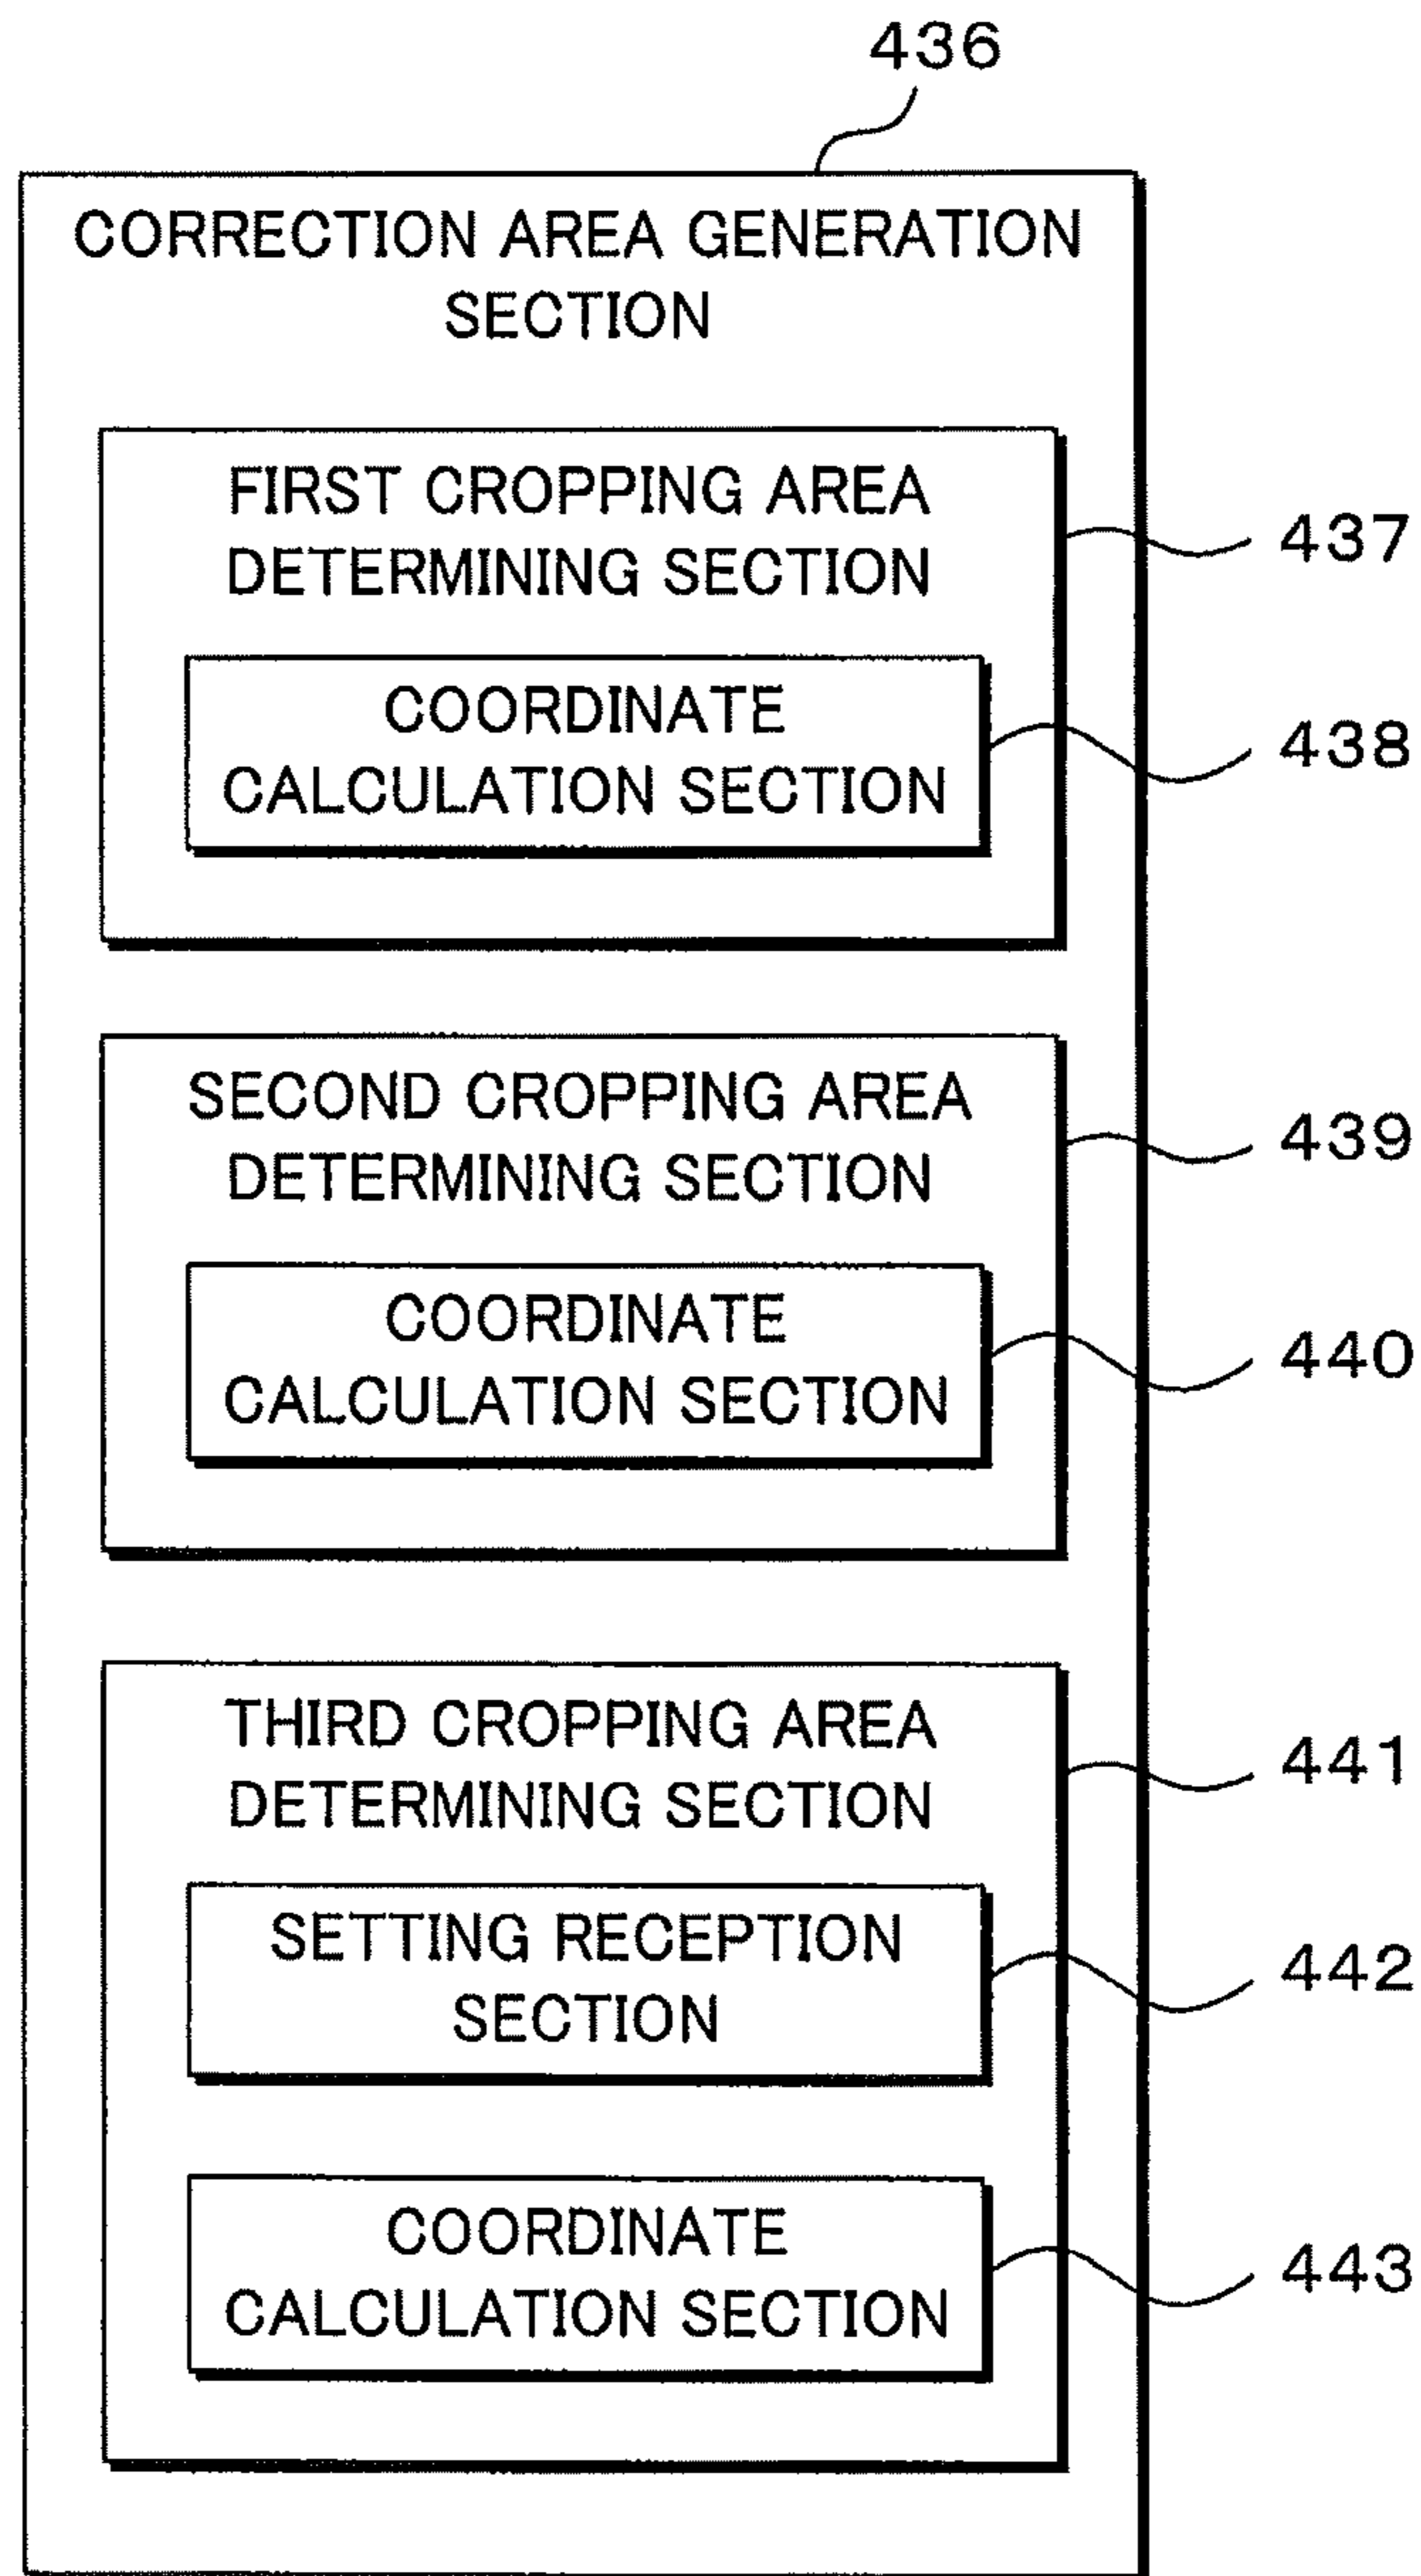 436
CORRECTION AREA GENERATION
SECTION
FIRST CROPPING AREA
DETERMINING SECTION
437
COORDINATE
CALCULATION SECTION
438
SECOND CROPPING AREA
DETERMINING SECTION
439
COORDINATE
CALCULATION SECTION
440
THIRD CROPPING AREA
DETERMINING SECTION
441
SETTING RECEPTION
SECTION
442
COORDINATE
CALCULATION SECTION
443